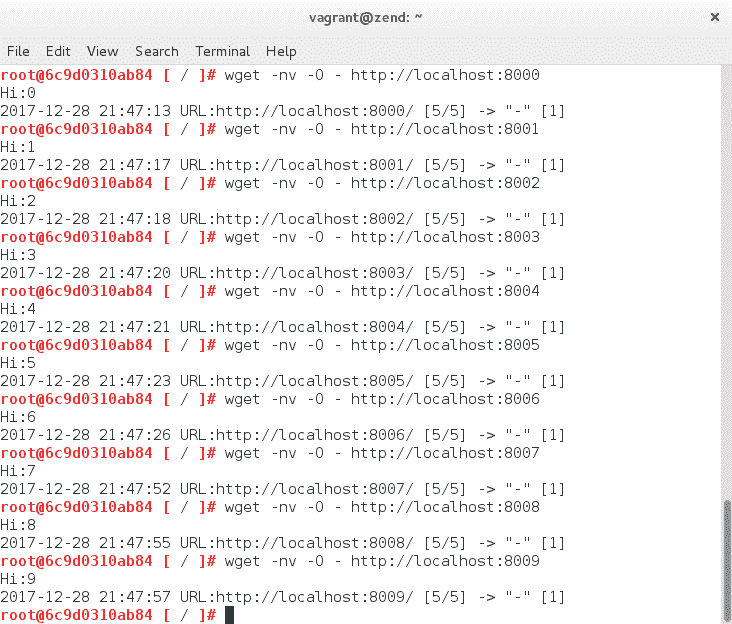 vagrant@zend: ~
×
File Edit View Search Terminal Help
root@6c9d0310ab84 [ / ]# wget -nv -O - http://localhost:8000
Hi:0
2017-12-28 21:47:13 URL:http://localhost:8000/ [5/5] -> "-" [1]
root@6c9d0310ab84 [ / ]# wget -nv -O - http://localhost:8001
Hi:1
2017-12-28 21:47:17 URL:http://localhost:8001/ [5/5] -> "-" [1]
root@6c9d0310ab84 [ / ]# wget -nv -O - http://localhost:8002
Hi:2
2017-12-28 21:47:18 URL:http://localhost:8002/ [5/5] -> "-" [1]
root@6c9d0310ab84 [ / ]# wget -nv -O - http://localhost:8003
Hi:3
2017-12-28 21:47:20 URL:http://localhost:8003/ [5/5] -> "-" [1]
root@6c9d0310ab84 [ / ]# wget -nv -O - http://localhost:8004
Hi:4
2017-12-28 21:47:21 URL:http://localhost:8004/ [5/5] -> "-" [1]
root@6c9d0310ab84 [ / ]# wget -nv -O - http://localhost:8005
Hi:5
2017-12-28 21:47:23 URL:http://localhost:8005/ [5/5] -> "-" [1]
root@6c9d0310ab84 [ / ]# wget -nv -O - http://localhost:8006
Hi:6
2017-12-28 21:47:26 URL:http://localhost:8006/ [5/5] -> "-" [1]
root@6c9d0310ab84 [ / ]# wget -nv -O - http://localhost:8007
Hi:7
2017-12-28 21:47:52 URL:http://localhost:8007/ [5/5] -> "-" [1]
root@6c9d0310ab84 [ / ]# wget -nv -O - http://localhost:8008
Hi:8
2017-12-28 21:47:55 URL:http://localhost:8008/ [5/5] -> "-" [1]
root@6c9d0310ab84 [ / ]# wget -nv -O - http://localhost:8009
Hi:9
2017-12-28 21:47:57 URL:http://localhost:8009/ [5/5] -> "-" [1]
root@6c9d0310ab84 [ / ]#